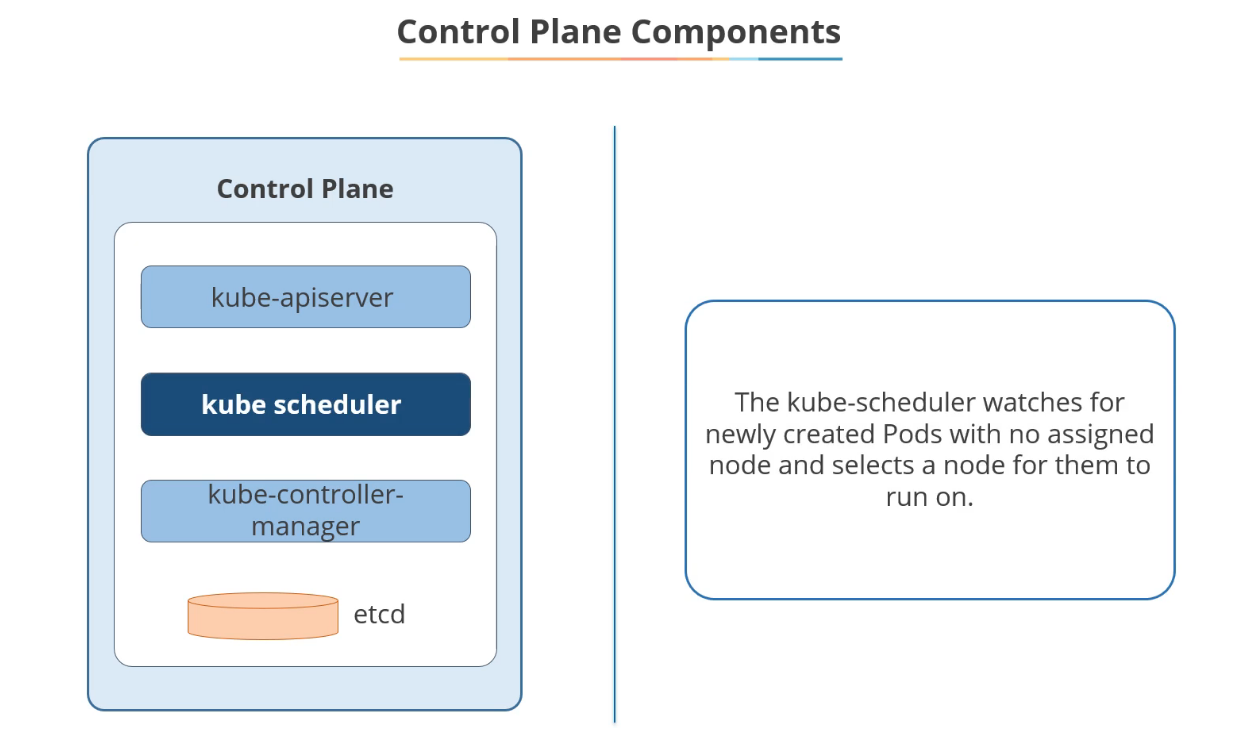 Control Plane Components
Control Plane
kube-apiserver
kube scheduler
kube-controller-
manager
etcd
The kube-scheduler watches for
newly created Pods with no assigned
node and selects a node for them to
run on.